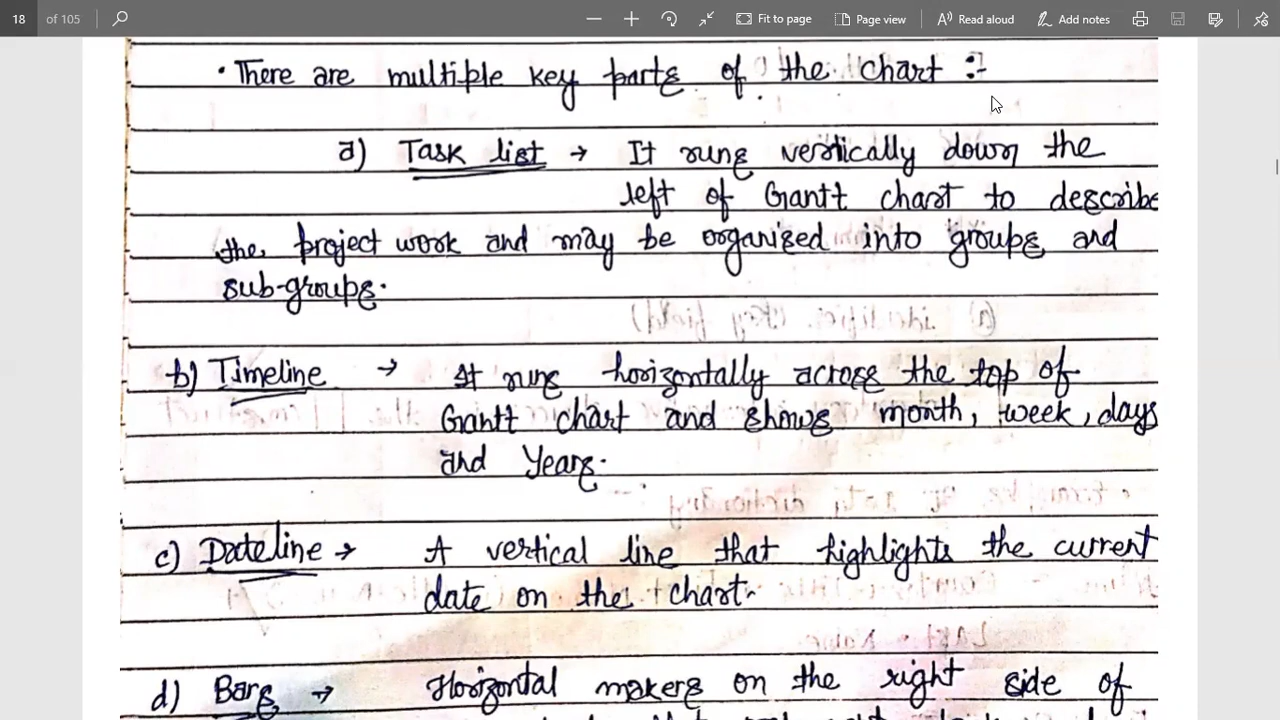 18 of 105 Fit to page Page view Read aloud Add notes
• There are multiple key parts of the chart :-
a) Task list → It runs vertically down the
left of Gantt chart to describe
the project work and may be organized into groups and
sub-groups.
b) Timeline → It runs horizontally across the top of
Gantt chart and shows month, week, days
and Years.
c) Dateline → A vertical line that highlights the current
date on the chart.
d) Bars → Horizontal makers on the right side of